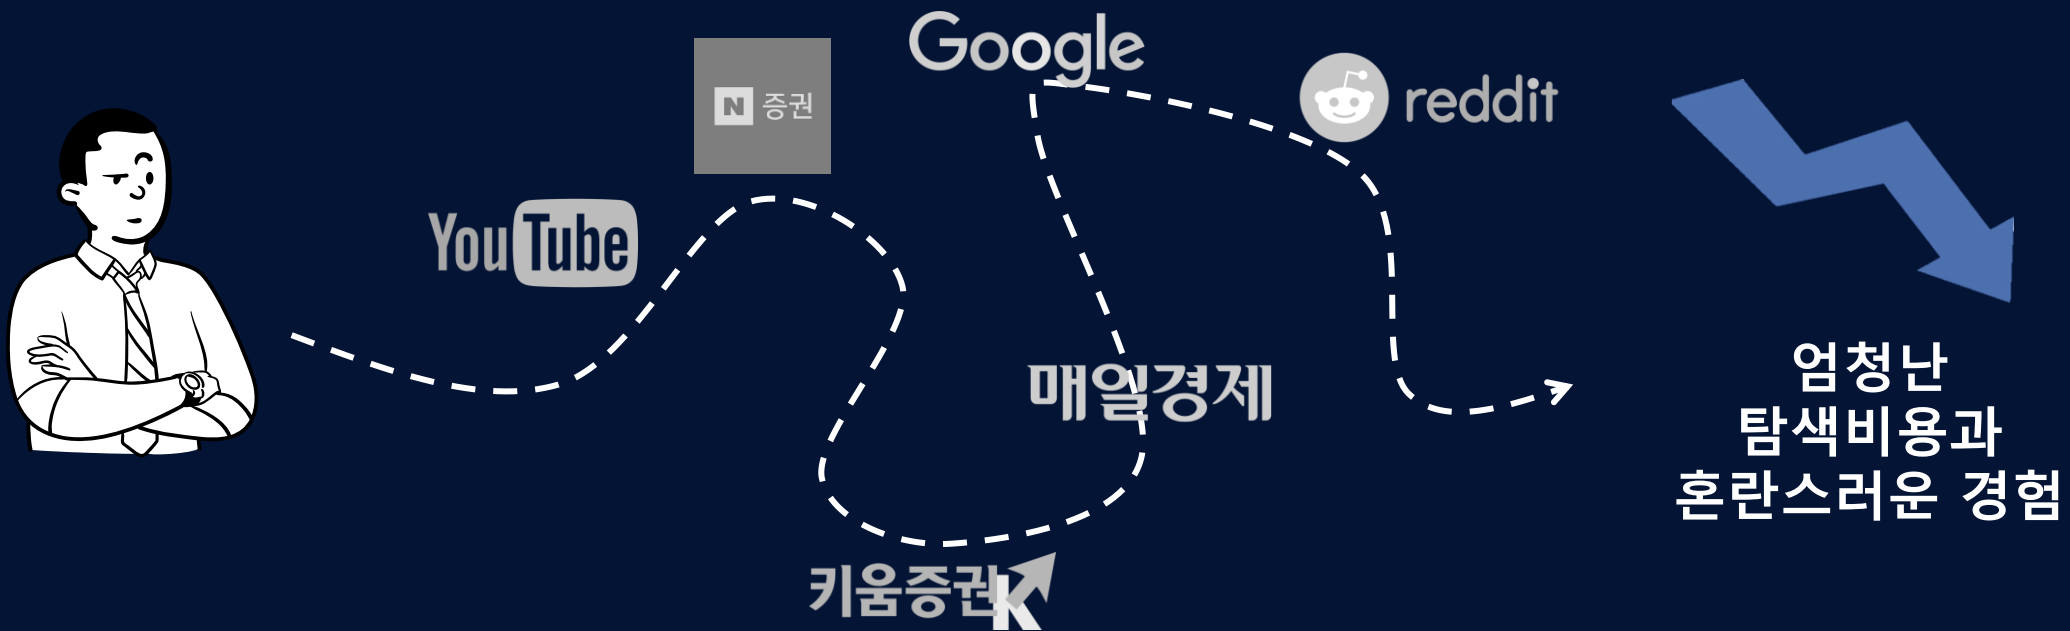 YouTube
N 증권
Google
reddit
매일경제
키움증권 K
엄청난
탐색비용과
혼란스러운 경험